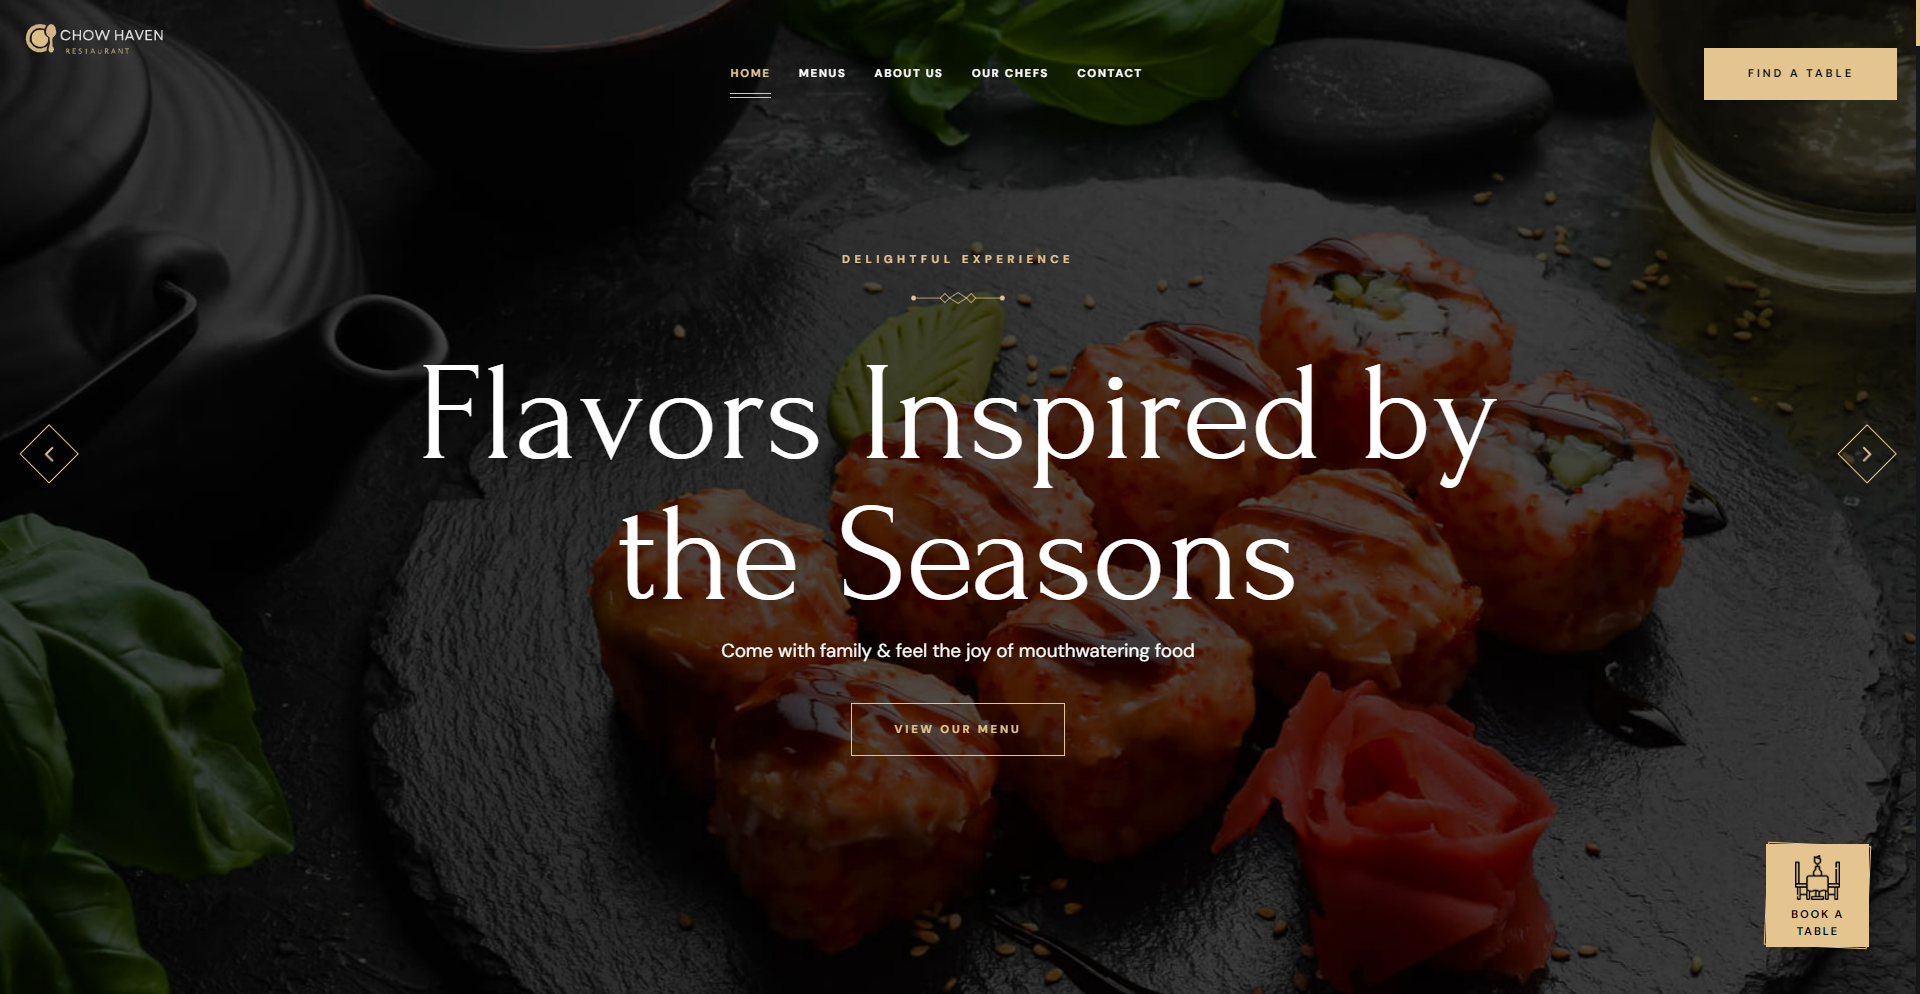 CHOW HAVEN
RESTAURANT
HOME MENUS ABOUT US OUR CHEFS CONTACT
FIND A TABLE
DELIGHTFUL EXPERIENCE
Flavors Inspired by
the Seasons
Come with family & feel the joy of mouthwatering food
VIEW OUR MENU
BOOK A
TABLE